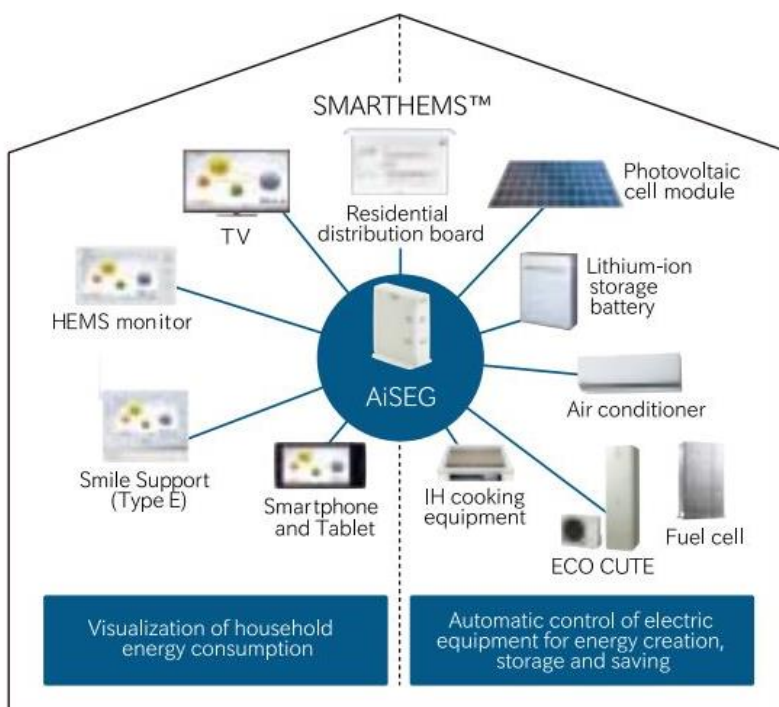 SMARTHEMS™
TV
Residential
distribution board
Photovoltaic
cell module
HEMS monitor
Lithium-ion
storage
battery
AiSEG
Air conditioner
Smile Support
(Type E)
Smartphone
and Tablet
IH cooking
equipment
ECO CUTE
Fuel cell
Visualization of household
energy consumption
Automatic control of electric
equipment for energy creation,
storage and saving